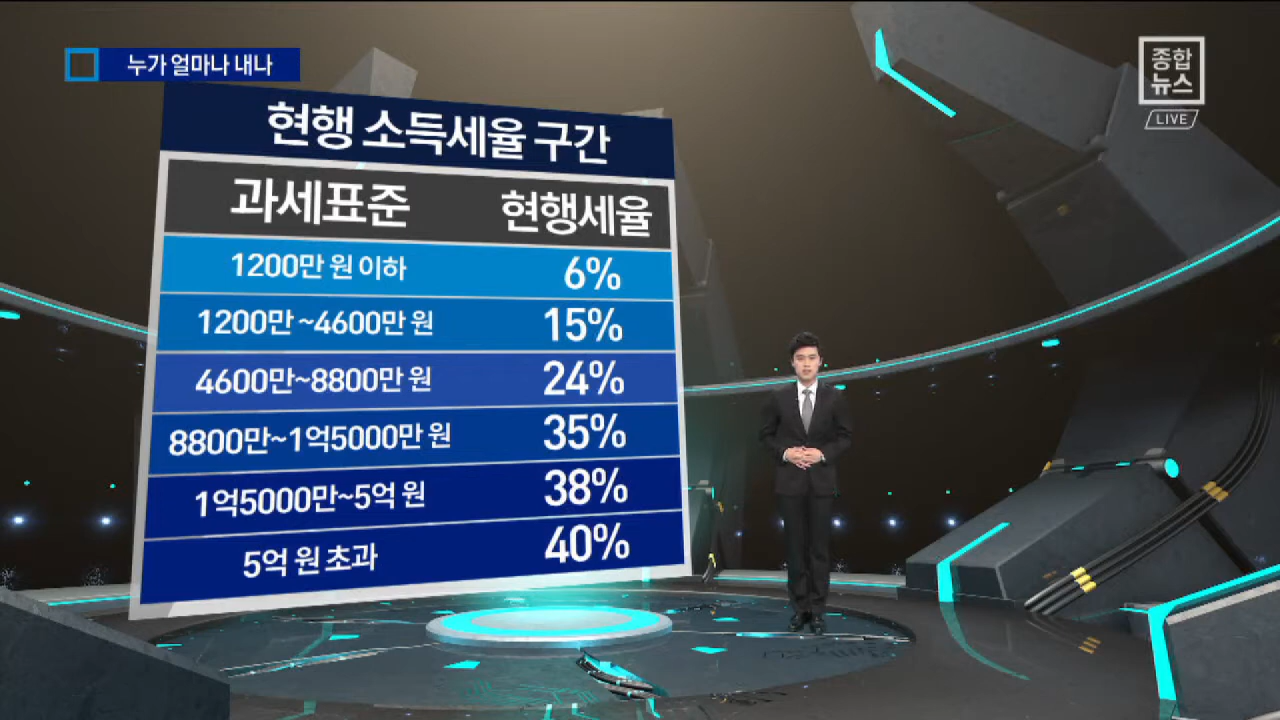 누가 얼마나 내나
종합
뉴스
LIVE
현행 소득세율 구간
과세표준 현행세율
1200만 원 이하 6%
1200만 ~4600만 원 15%
4600만~8800만 원 24%
8800만~1억5000만 원 35%
1억5000만~5억 원 38%
5억 원 초과 40%